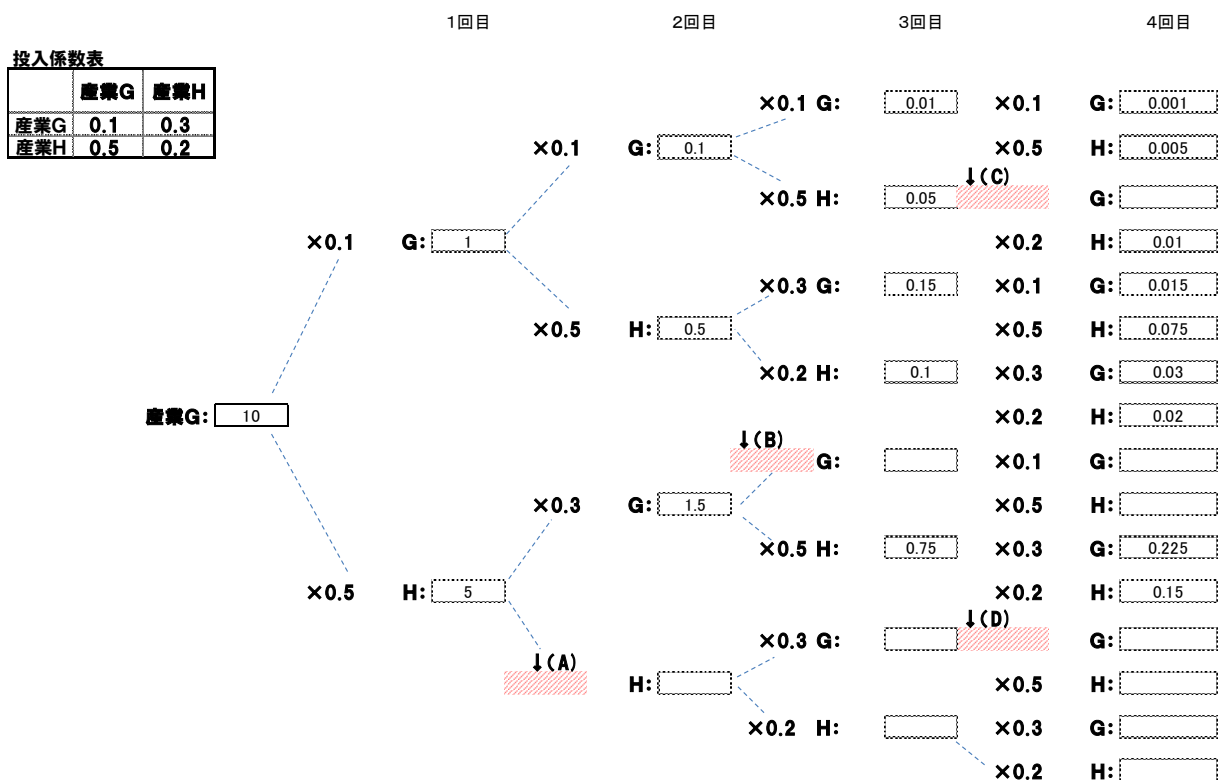 1回目 2回目 3回目 4回目
投入係数表
産業G 産業H
産業G 0.1 0.3
産業H 0.5 0.2
×0.1 G: 0.01 ×0.1 G: 0.001
×0.1 G: 0.1 ×0.5 H: 0.005
↓(C)
×0.5 H: 0.05 G:
×0.1 G: 1 ×0.2 H: 0.01
×0.3 G: 0.15 ×0.1 G: 0.015
×0.5 H: 0.5 ×0.5 H: 0.075
×0.2 H: 0.1 ×0.3 G: 0.03
産業G: 10 ×0.2 H: 0.02
↓(B)
G: ×0.1 G:
×0.3 G: 1.5 ×0.5 H:
×0.5 H: 0.75 ×0.3 G: 0.225
×0.5 H: 5 ×0.2 H: 0.15
↓(D)
×0.3 G: G:
↓(A)
H: ×0.5 H:
×0.2 H: ×0.3 G:
×0.2 H: